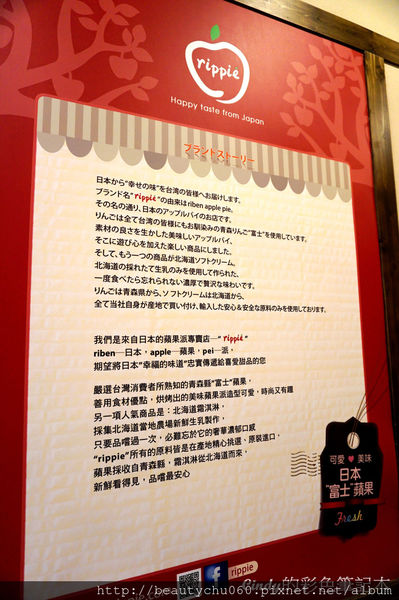 rippie
Happy taste from Japan
ブランドストーリー
日本から"幸せの味"を台湾の皆様へお届けします。
ブランド名" rippie "の由来は riben apple pie。
その名の通り、日本のアップルパイのお店です。
りんごは全て台湾の皆様にもお馴染みの青森りんご"富士"を使用しています。
素材の良さを生かした美味しいアップルパイ、
そこに遊び心を加えた楽しい商品にしました。
そして、もう一つの商品が北海道ソフトクリーム。
北海道の採れたて生乳のみを使用して作られた、
一度食べたら忘れられない濃厚で贅沢な味わいです。
りんごは青森県から、ソフトクリームは北海道から、
全て当社自身が産地で買い付け、輸入した安心&安全な原料のみを使用しております。
我們是來自日本的蘋果派專賣店—" rippie "
riben—日本,apple—蘋果,pei—派,
期望將日本"幸福的味道"忠實傳遞給喜愛甜品的您
嚴選台灣消費者所熟知的青森縣"富士"蘋果,
善用食材優點,烘烤出的美味蘋果派造型可愛,時尚又有趣
另一項人氣商品是:北海道霜淇淋,
採集北海道當地農場新鮮生乳製作,
只要品嚐過一次,必難忘於它的奢華濃郁口感
"rippie"所有的原料皆是在產地精心挑選、原裝進口,
蘋果採收自青森縣,霜淇淋從北海道而來,
新鮮看得見,品嚐最安心
可愛♥美味
日本
"富士"蘋果
Fresh
rippie
Cindy的彩色筆記本
http://beautychu060.pixnet.net/album